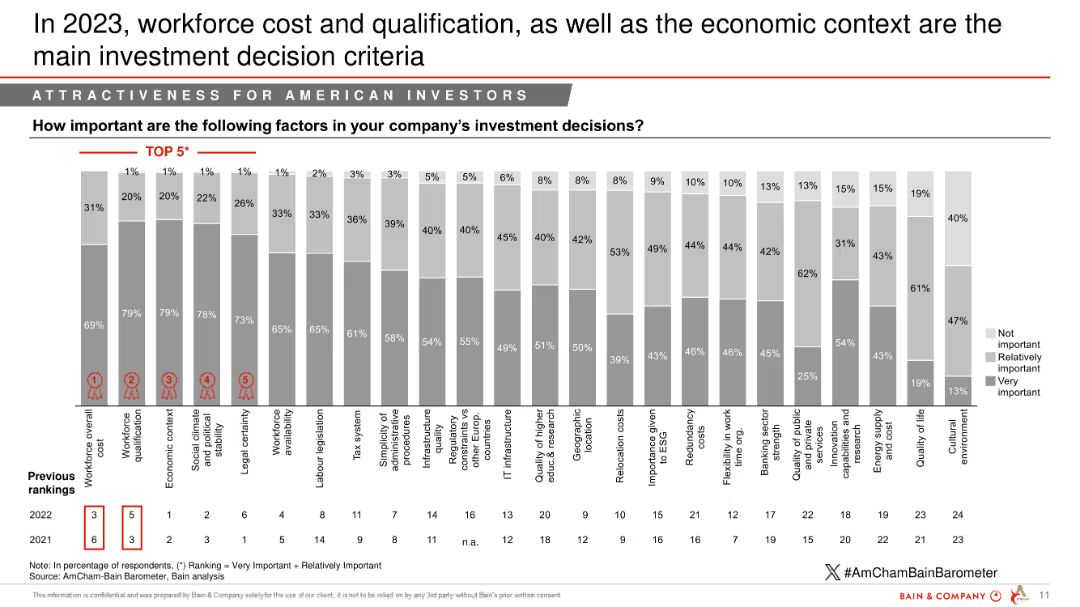 In 2023, workforce cost and qualification, as well as the economic context are the
main investment decision criteria
ATTRACTIVENESS FOR AMERICAN INVESTORS
How important are the following factors in your company's investment decisions?
TOP 5*
1% 1% 1% 1% 1% 2% 3% 3% 5% 5% 6% 8% 8% 8% 9% 10% 10% 13% 13% 15% 15% 19% 40%
31% 20% 20% 22% 26% 33% 33% 36% 39% 40% 40% 45% 40% 42% 53% 49% 44% 44% 42% 62% 31% 43% 61% 47%
69% 79% 79% 78% 73% 65% 65% 61% 58% 54% 55% 49% 51% 50% 39% 43% 46% 46% 45% 25% 54% 43% 19% 13%
1 2 3 4 5
Not
important
Relatively
important
Very
important
Workforce overall
cost
Workforce
qualification
Economic context
Social climate
and political
stability
Legal certainty
Workforce
availability
Labour legislation
Tax system
Simplicity of
administrative
procedures
Infrastructure
quality
Regulatory
constraints vs
other Europ.
countries
IT infrastructure
Quality of higher
educ.& research
Geographic
location
Relocation costs
Importance given
to ESG
Redundancy
costs
Flexibility in work
time org.
Banking sector
strength
Quality of public
and private
services
Innovation
capabilities and
research
Energy supply
and cost
Quality of life
Cultural
environment
Previous
rankings
2022 3 5 1 2 6 4 8 11 7 14 16 13 20 9 10 15 21 12 17 22 18 19 23 24
2021 6 3 2 3 1 5 14 9 8 11 n.a. 12 18 12 9 16 16 7 19 15 20 22 21 23
Note: In percentage of respondents, (*) Ranking = Very Important + Relatively Important
Source: AmCham-Bain Barometer, Bain analysis
#AmChamBainBarometer
This information is confidential and was prepared by Bain & Company solely for the use of our client; it is not to be relied on by any 3rd party without Bain's prior written consent.
BAIN & COMPANY
11